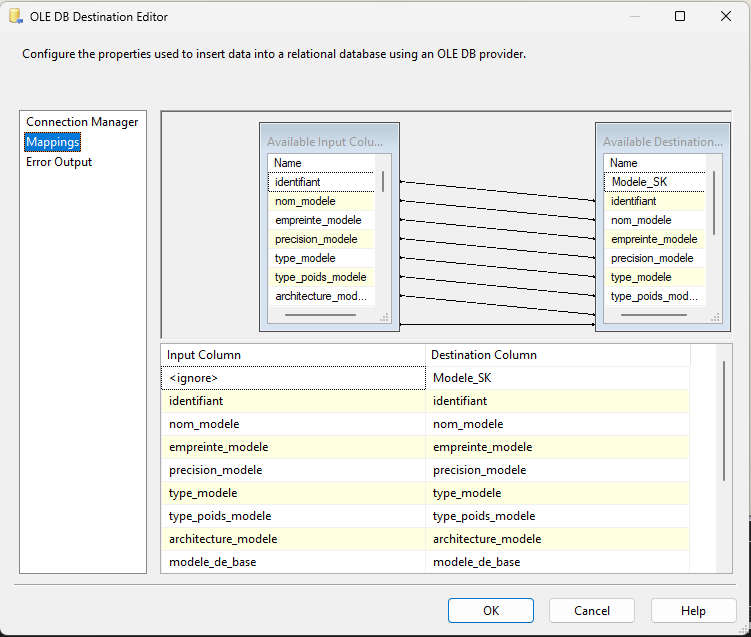 OLE DB Destination Editor
Configure the properties used to insert data into a relational database using an OLE DB provider.
Connection Manager
Mappings
Error Output
Available Input Colu...
Name
identifiant
nom_modele
empreinte_modele
precision_modele
type_modele
type_poids_modele
architecture_mod...
Available Destination...
Name
Modele_SK
identifiant
nom_modele
empreinte_modele
precision_modele
type_modele
type_poids_mod...
Input Column Destination Column
<ignore> Modele_SK
identifiant identifiant
nom_modele nom_modele
empreinte_modele empreinte_modele
precision_modele precision_modele
type_modele type_modele
type_poids_modele type_poids_modele
architecture_modele architecture_modele
modele_de_base modele_de_base
OK Cancel Help